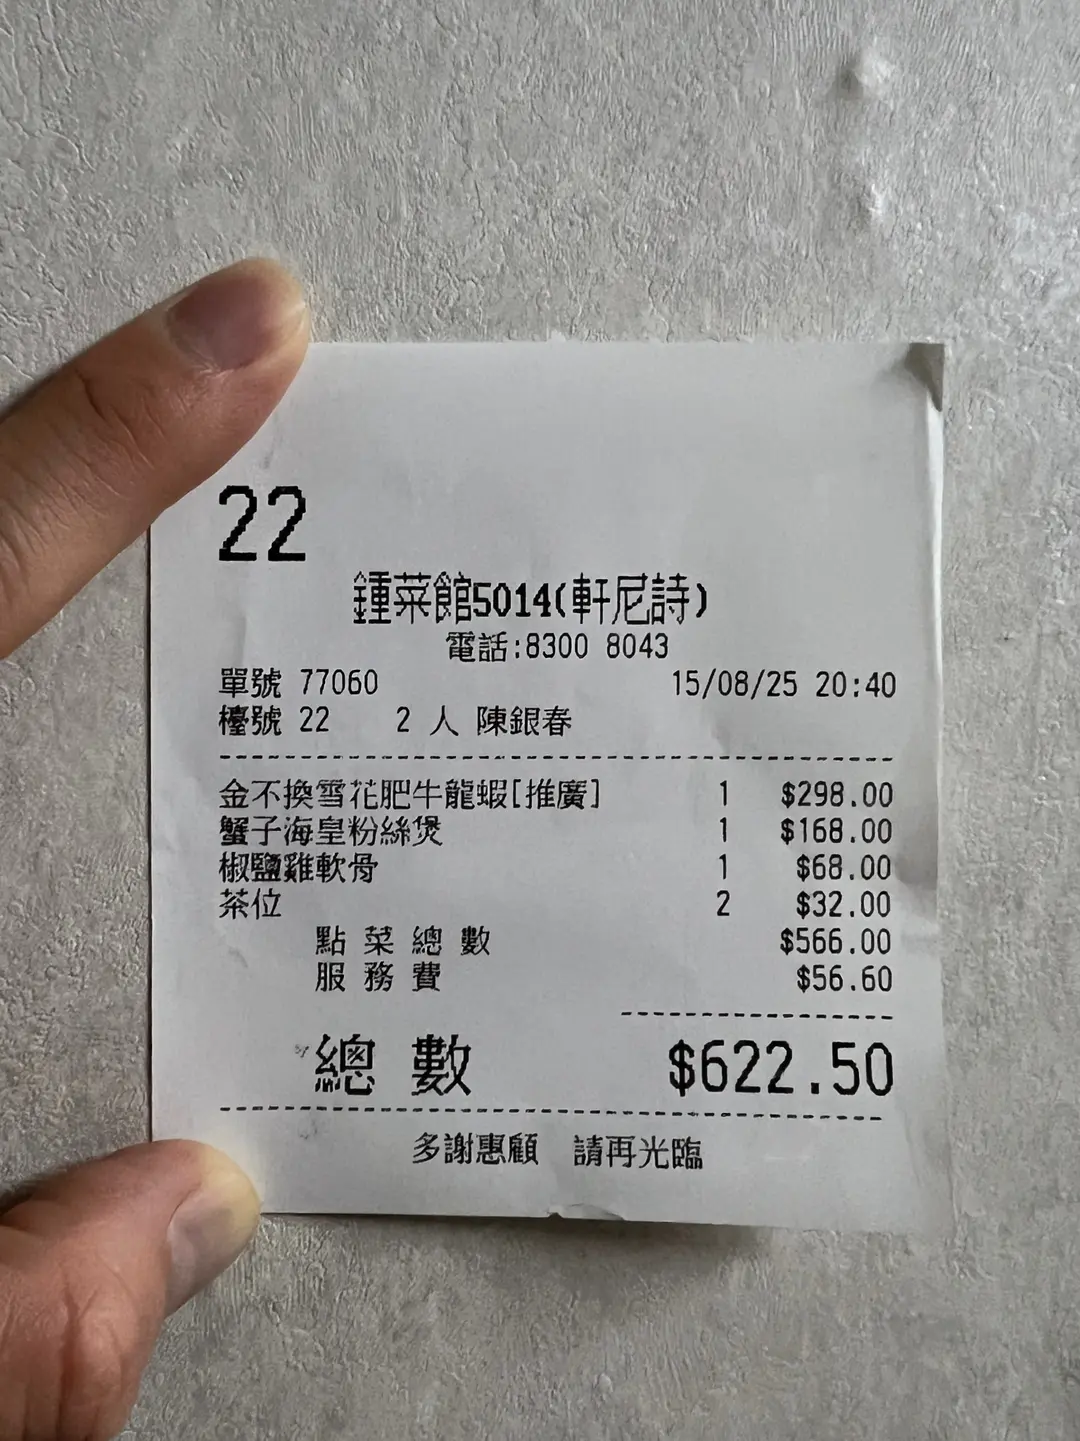 22
鍾菜館5014(軒尼詩)
電話:8300 8043
單號 77060 15/08/25 20:40
檯號 22 2 人 陳銀春
金不換雪花肥牛龍蝦[推廣] 1 $298.00
蟹子海皇粉絲煲 1 $168.00
椒鹽雞軟骨 1 $68.00
茶位 2 $32.00
點菜總數 $566.00
服務費 $56.60
總數 $622.50
多謝惠顧 請再光臨